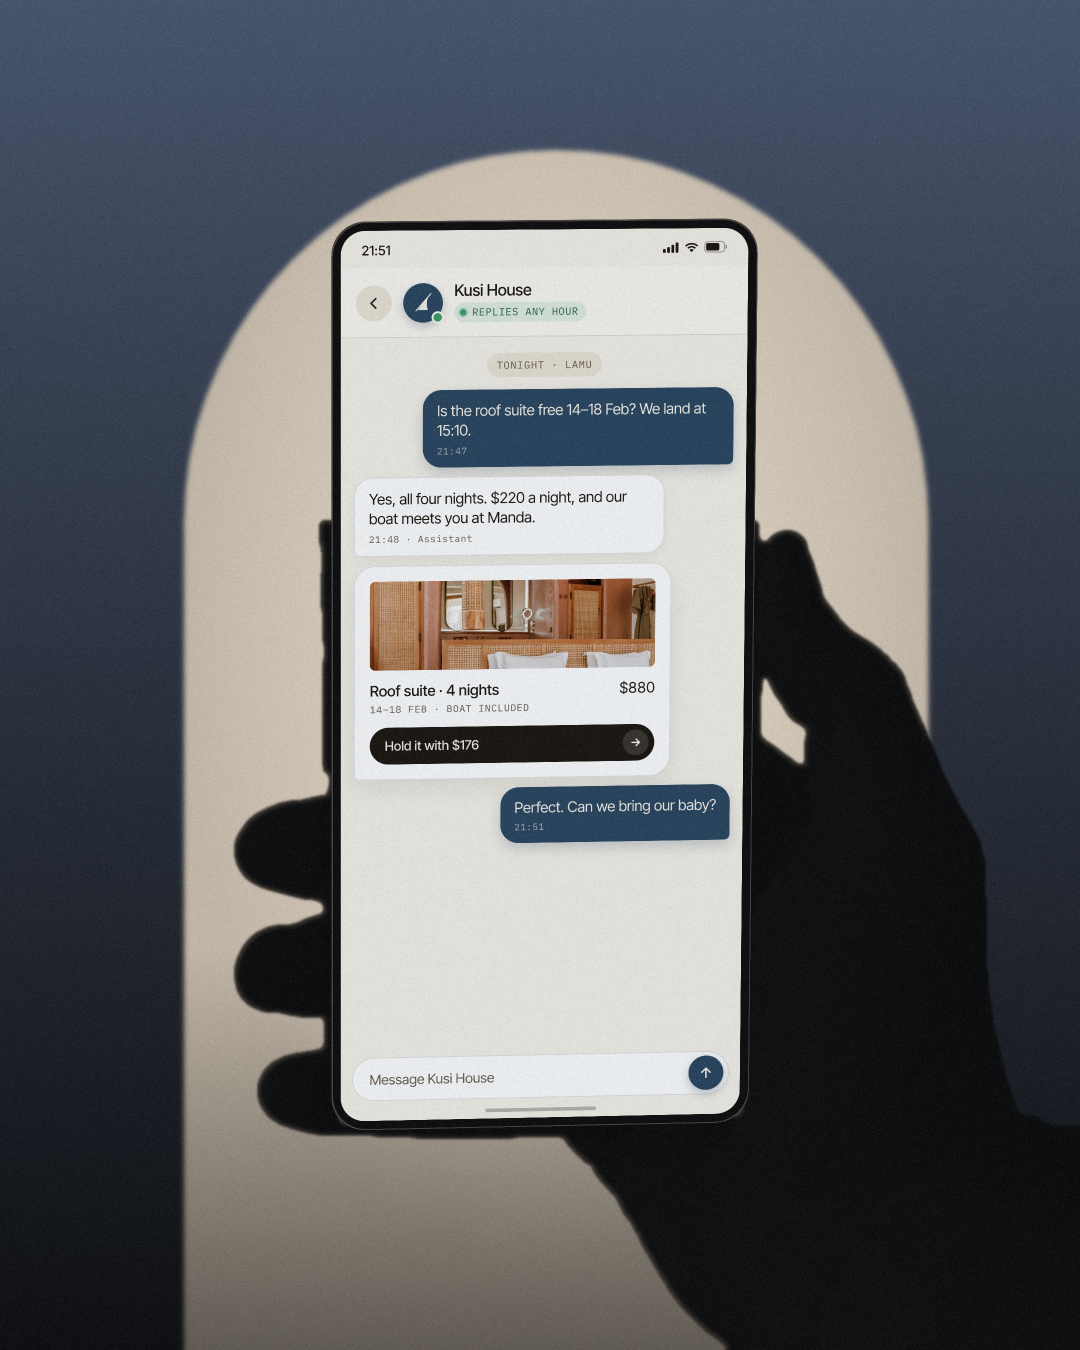 21:51
Kusi House
REPLIES ANY HOUR
TONIGHT · LAMU
Is the roof suite free 14–18 Feb? We land at
15:10.
21:47
Yes, all four nights. $220 a night, and our
boat meets you at Manda.
21:48 · Assistant
Roof suite · 4 nights
$880
14–18 FEB · BOAT INCLUDED
Hold it with $176
Perfect. Can we bring our baby?
21:51
Message Kusi House